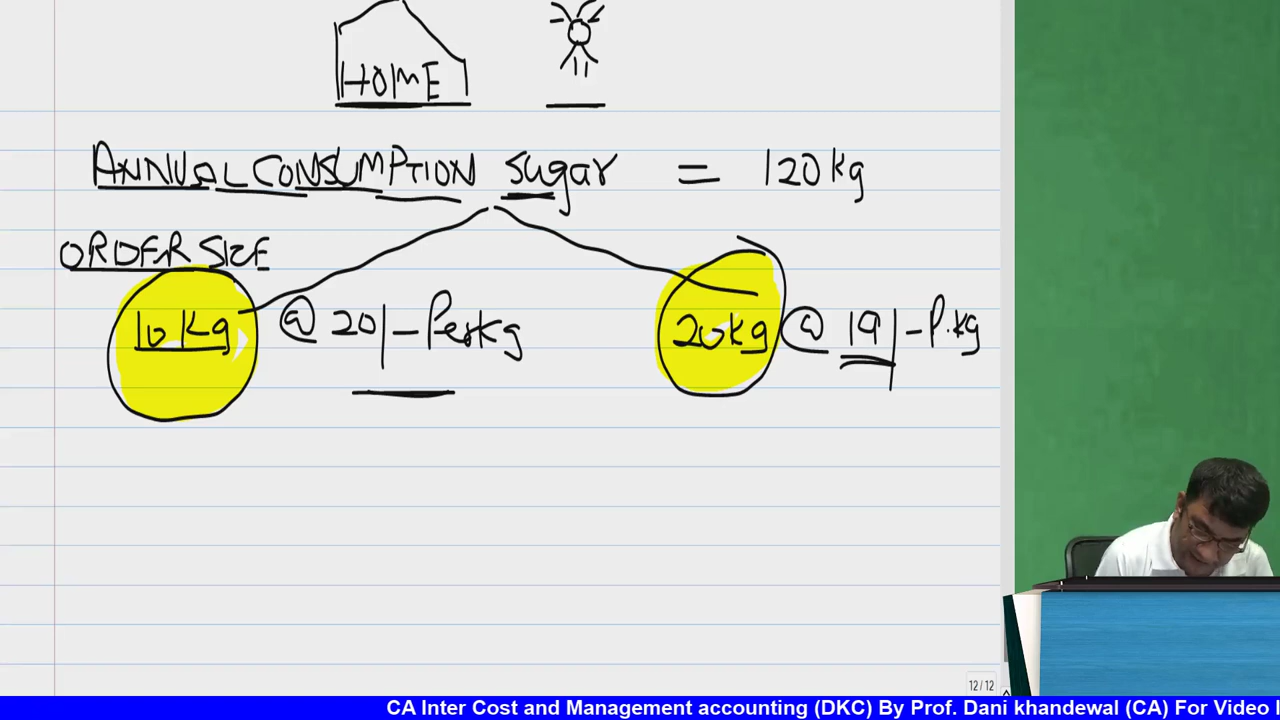 HOME
ANNUAL CONSUMPTION sugar = 120 kg
ORDER SIZE
10 Kg @ 20/- Per kg 20 kg @ 19/- P.kg
12/12
CA Inter Cost and Management accounting (DKC) By Prof. Dani khandewal (CA) For Video l